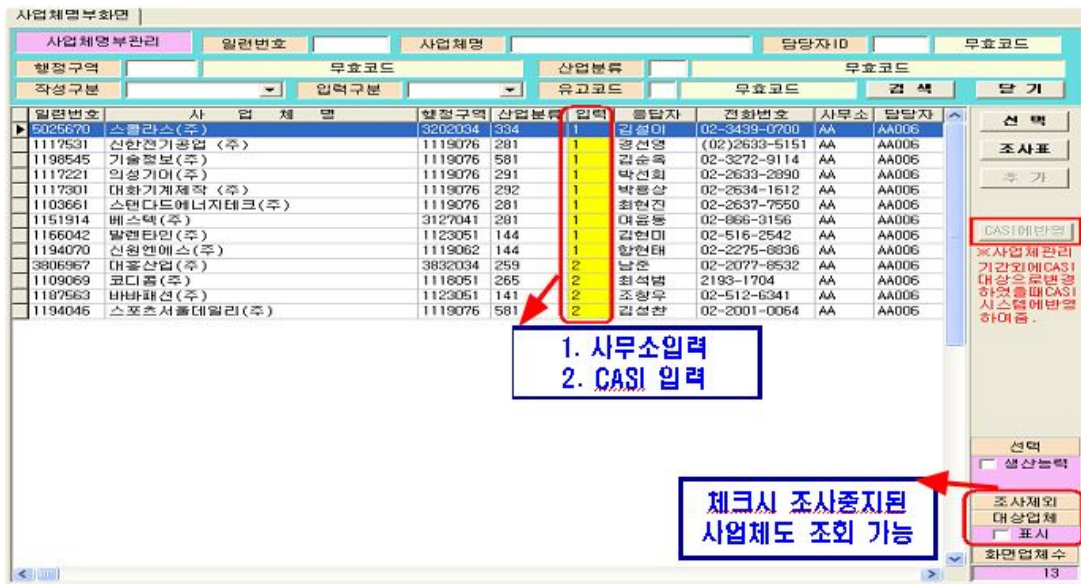 사업체명부화면
사업체명부관리 일련번호 사업체명 담당자ID 무효코드
행정구역 무효코드 산업분류 무효코드
작성구분 입력구분 유고코드 무효코드 검 색 닫 기
일련번호 사 업 체 명 행정구역 산업분류 입력 응답자 전화번호 사무소 담당자
5025670 스콜라스(주) 3202034 334 1 김설미 02-3439-0700 AA AA006
1117531 신한전기공업 (주) 1119076 281 1 경선영 (02)2633-5151 AA AA006
1198545 기술정보(주) 1119076 581 1 김순옥 02-3272-9114 AA AA006
1117221 의성기어(주) 1119076 291 1 박선희 02-2633-2890 AA AA006
1117301 대화기계제작 (주) 1119076 292 1 박용상 02-2634-1612 AA AA006
1103661 스탠다드에너지테크(주) 1119076 281 1 최현진 02-2637-7550 AA AA006
1151914 베스텍(주) 3127041 281 1 여윤동 02-866-3156 AA AA006
1166042 발렌타인(주) 1123051 144 1 김현미 02-516-2542 AA AA006
1194070 신원엔에스(주) 1119062 144 1 함현태 02-2275-8836 AA AA006
3806967 대흥산업(주) 3832034 259 2 남준 02-2077-8532 AA AA006
1109069 코디콤(주) 1118051 265 2 최석범 2193-1704 AA AA006
1187563 바바패션(주) 1123051 141 2 조창우 02-512-6341 AA AA006
1194046 스포츠서울데일리(주) 1119076 581 2 김성찬 02-2001-0064 AA AA006
선 택
조사표
추 가
CASI에반영
※사업체관리
기간외에CASI
대상으로변경
하였을때CASI
시스템에반영
하여줌.
1. 사무소입력
2. CASI 입력
선택
생산능력
체크시 조사중지된
사업체도 조회 가능
조사제외
대상업체
표시
화면업체수
13